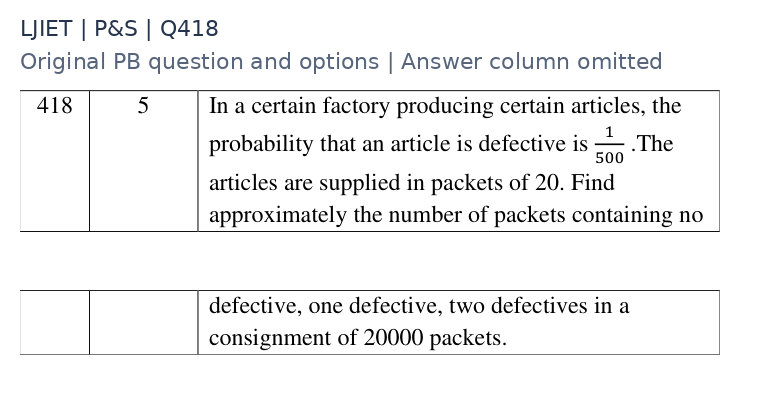 LJIET | P&S | Q418
Original PB question and options | Answer column omitted
418 5 In a certain factory producing certain articles, the
probability that an article is defective is 1/500 .The
articles are supplied in packets of 20. Find
approximately the number of packets containing no
defective, one defective, two defectives in a
consignment of 20000 packets.